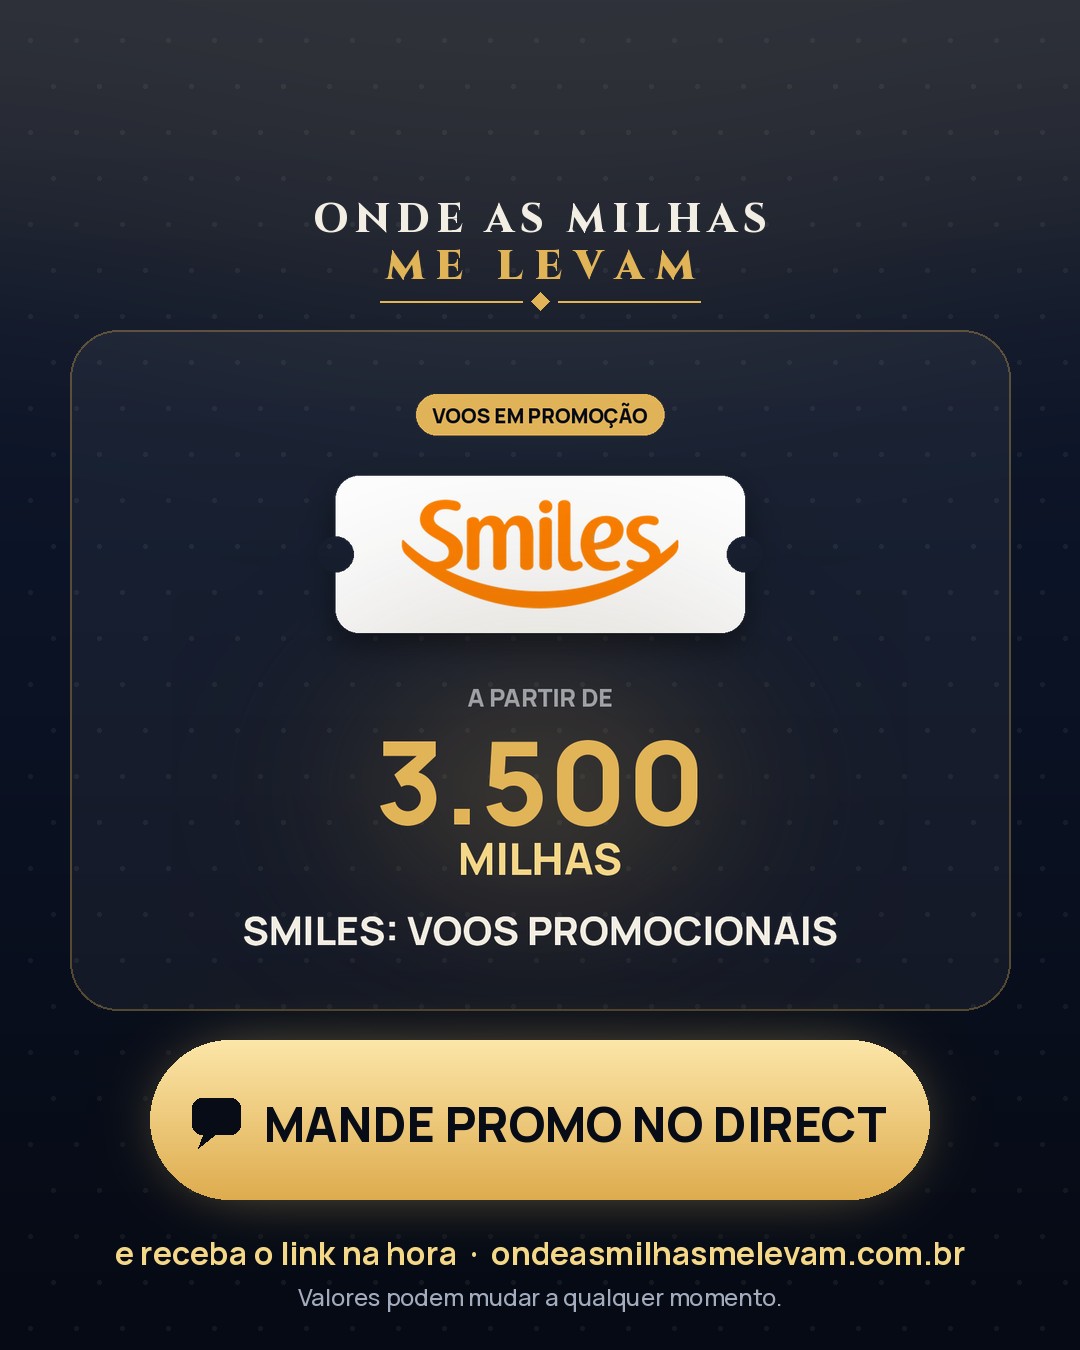 ONDE AS MILHAS
ME LEVAM
VOOS EM PROMOÇÃO
Smiles
A PARTIR DE
3.500
MILHAS
SMILES: VOOS PROMOCIONAIS
MANDE PROMO NO DIRECT
e receba o link na hora · ondeasmilhasmelevam.com.br
Valores podem mudar a qualquer momento.